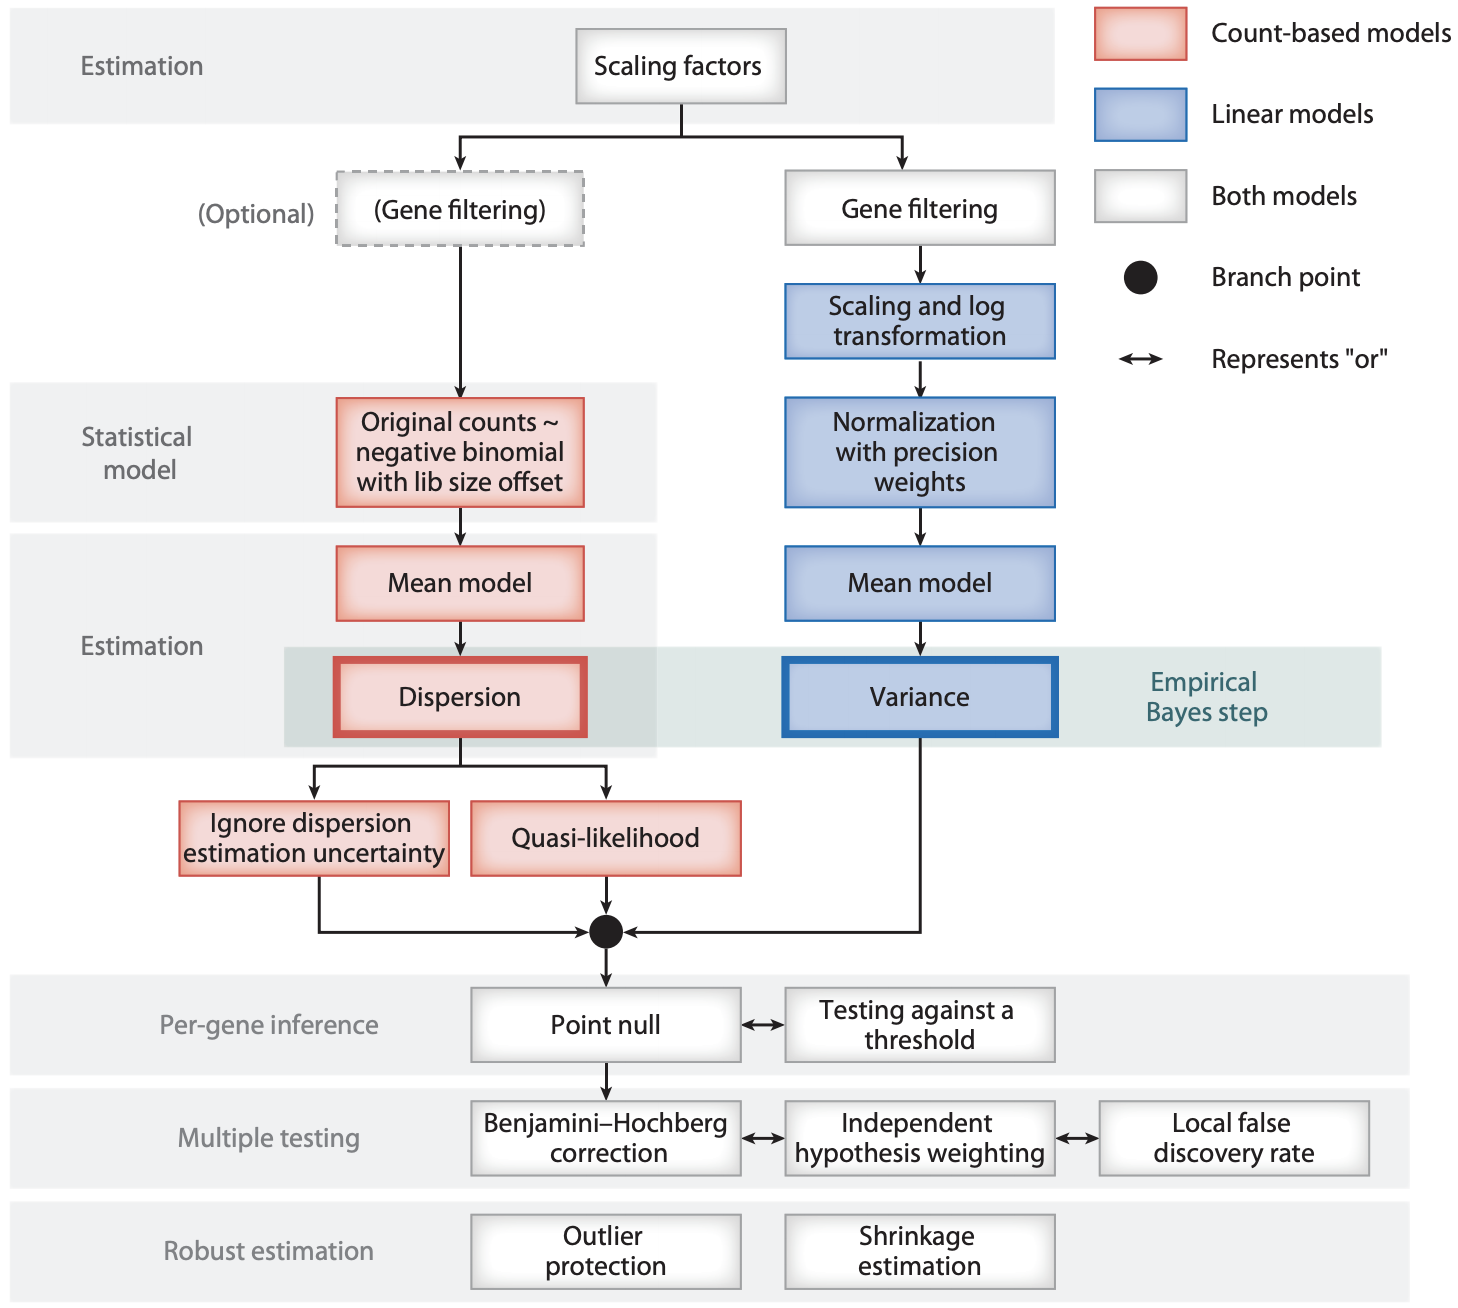 Estimation
Scaling factors
Count-based models
Linear models
Both models
Branch point
Represents "or"
(Optional)
(Gene filtering)
Gene filtering
Scaling and log
transformation
Statistical
model
Original counts ~
negative binomial
with lib size offset
Normalization
with precision
weights
Estimation
Mean model
Mean model
Dispersion
Variance
Empirical
Bayes step
Ignore dispersion
estimation uncertainty
Quasi-likelihood
Per-gene inference
Point null
Testing against a
threshold
Multiple testing
Benjamini–Hochberg
correction
Independent
hypothesis weighting
Local false
discovery rate
Robust estimation
Outlier
protection
Shrinkage
estimation